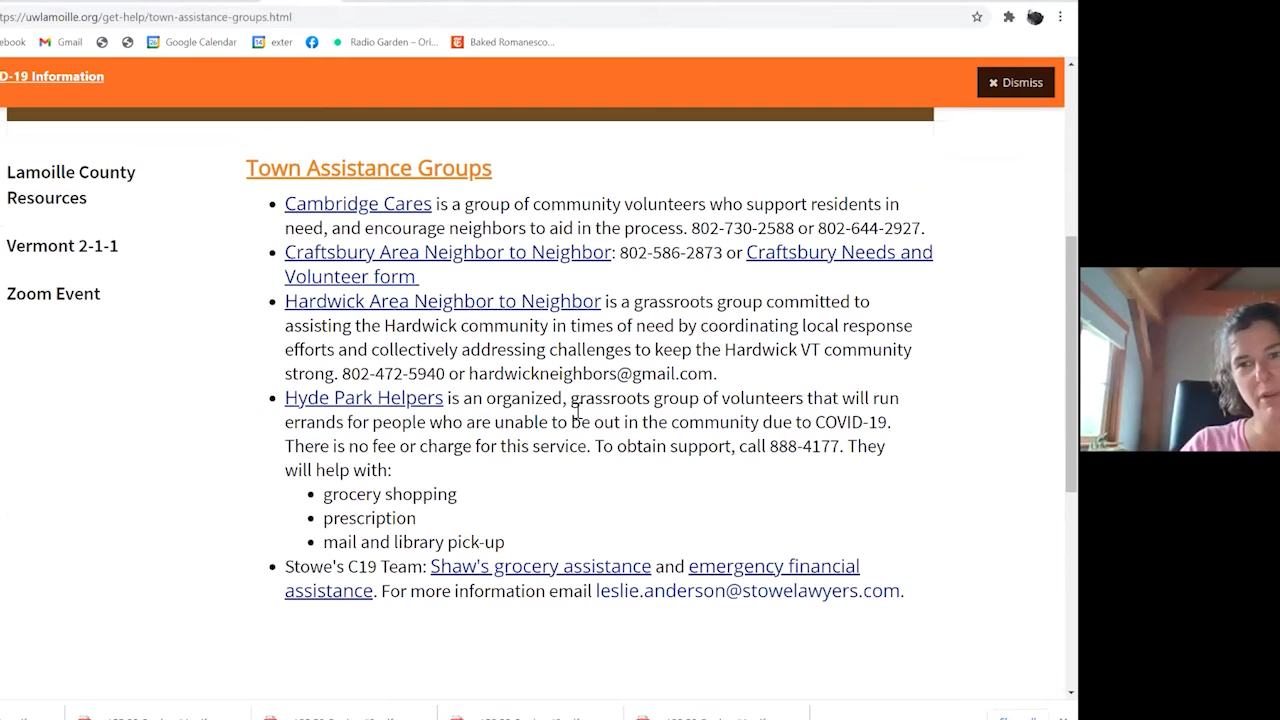 tps://uwlamoille.org/get-help/town-assistance-groups.html
ebook Gmail Google Calendar 14 exter Radio Garden – Ori... Baked Romanesco...
D-19 Information
✖ Dismiss
Lamoille County
Resources
Vermont 2-1-1
Zoom Event
Town Assistance Groups
• Cambridge Cares is a group of community volunteers who support residents in
need, and encourage neighbors to aid in the process. 802-730-2588 or 802-644-2927.
• Craftsbury Area Neighbor to Neighbor: 802-586-2873 or Craftsbury Needs and
Volunteer form
• Hardwick Area Neighbor to Neighbor is a grassroots group committed to
assisting the Hardwick community in times of need by coordinating local response
efforts and collectively addressing challenges to keep the Hardwick VT community
strong. 802-472-5940 or hardwickneighbors@gmail.com.
• Hyde Park Helpers is an organized, grassroots group of volunteers that will run
errands for people who are unable to be out in the community due to COVID-19.
There is no fee or charge for this service. To obtain support, call 888-4177. They
will help with:
• grocery shopping
• prescription
• mail and library pick-up
• Stowe's C19 Team: Shaw's grocery assistance and emergency financial
assistance. For more information email leslie.anderson@stowelawyers.com.